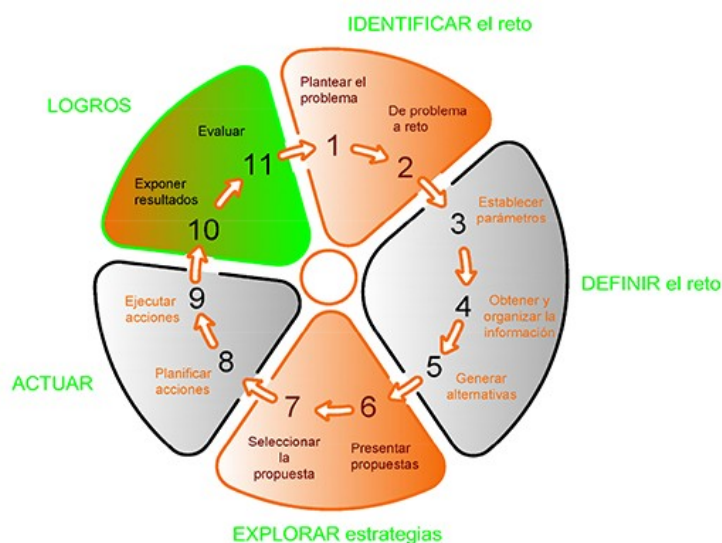 IDENTIFICAR el reto
Plantear el
problema
1
De problema
a reto
2
DEFINIR el reto
Establecer
parámetros
3
Obtener y
organizar la
información
4
Generar
alternativas
5
EXPLORAR estrategias
Presentar
propuestas
6
Seleccionar
la
propuesta
7
ACTUAR
Planificar
acciones
8
Ejecutar
acciones
9
LOGROS
Exponer
resultados
10
Evaluar
11